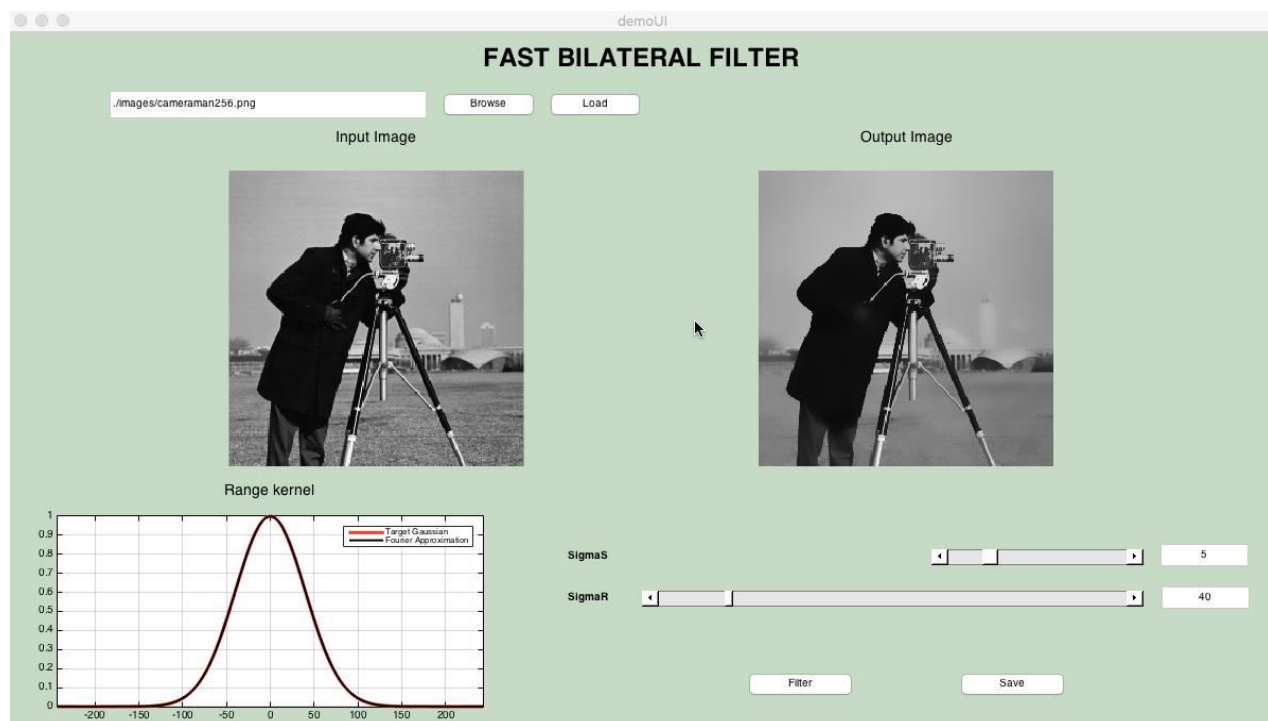 demoUI
FAST BILATERAL FILTER
./images/cameraman256.png Browse Load
Input Image Output Image
Range kernel
1
0.9
0.8
0.7
0.6
0.5
0.4
0.3
0.2
0.1
0
-200 -150 -100 -50 0 50 100 150 200
Target Gaussian
Fourier Approximation
SigmaS 5
SigmaR 40
Filter Save